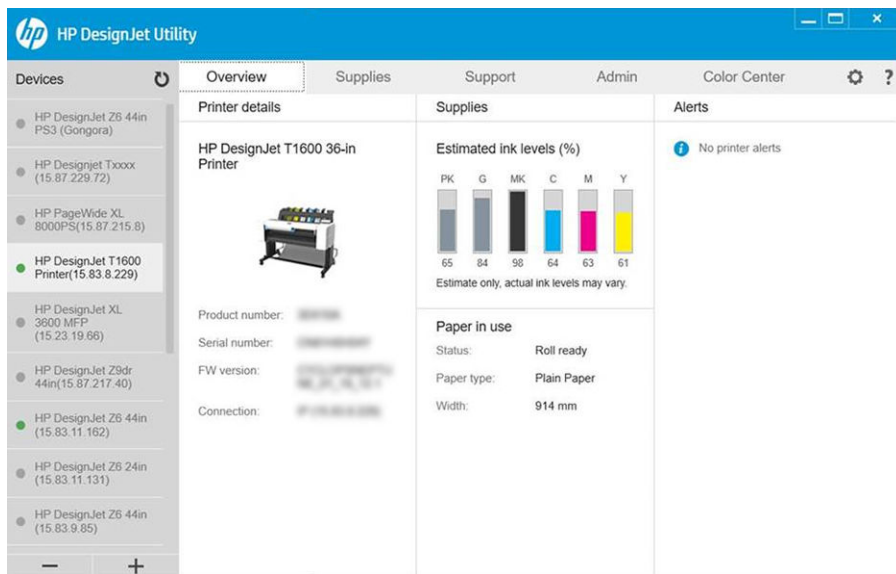 hp HP DesignJet Utility
Devices
HP DesignJet Z6 44in
PS3 (Gongora)
HP Designjet Txxxx
(15.87.229.72)
HP PageWide XL
8000PS(15.87.215.8)
HP DesignJet T1600
Printer(15.83.8.229)
HP DesignJet XL
3600 MFP
(15.23.19.66)
HP DesignJet Z9dr
44in(15.87.217.40)
HP DesignJet Z6 44in
(15.83.11.162)
HP DesignJet Z6 24in
(15.83.11.131)
HP DesignJet Z6 44in
(15.83.9.85)
Overview Supplies Support Admin Color Center ?
Printer details
HP DesignJet T1600 36-in
Printer
Product number:
Serial number:
FW version:
Connection:
Supplies
Estimated ink levels (%)
PK G MK C M Y
65 84 98 64 63 61
Estimate only, actual ink levels may vary.
Paper in use
Status: Roll ready
Paper type: Plain Paper
Width: 914 mm
Alerts
No printer alerts